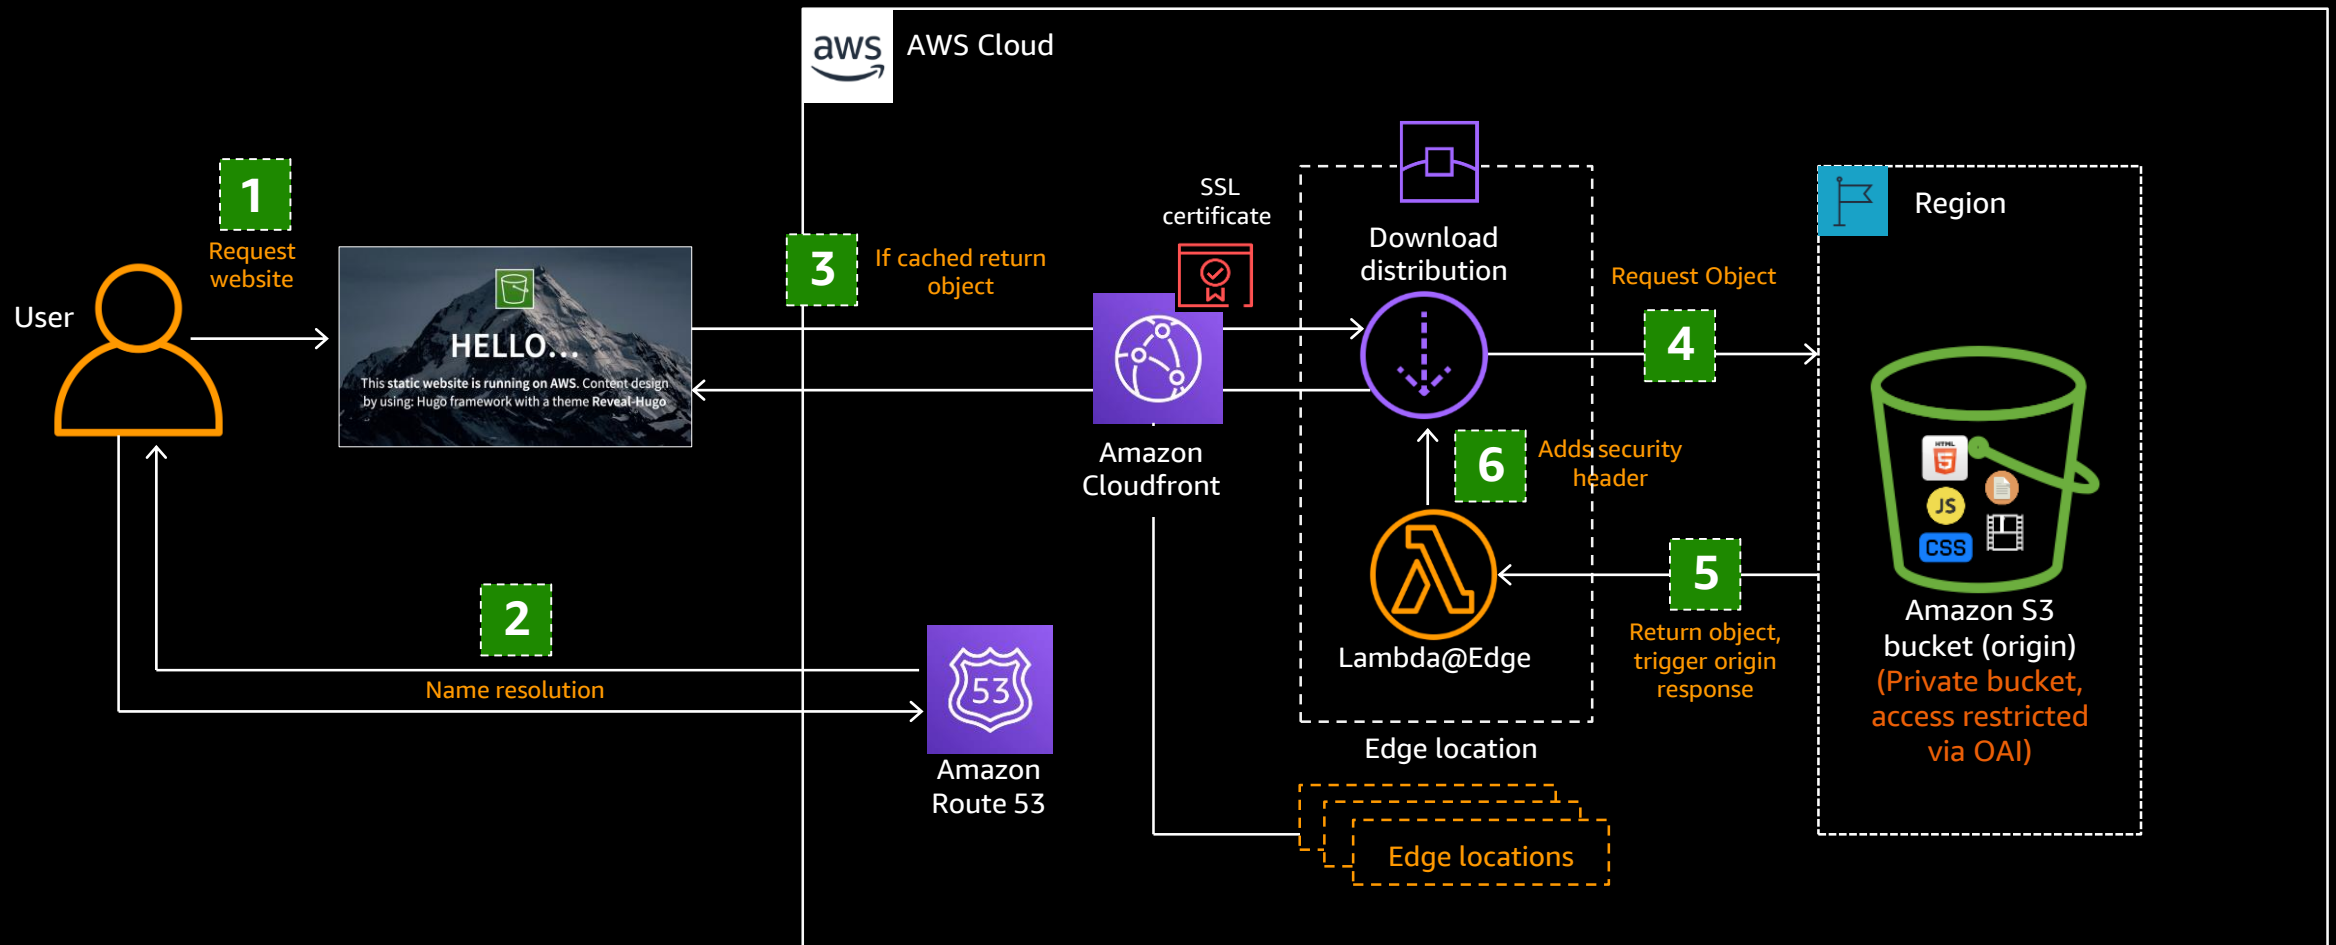 aws
AWS Cloud
1
Request
website
User
HELLO...
This static website is running on AWS. Content design
by using: Hugo framework with a theme Reveal-Hugo
2
Name resolution
53
Amazon
Route 53
3
If cached return
object
SSL
certificate
Amazon
Cloudfront
Download
distribution
Request Object
4
6
Adds security
header
Lambda@Edge
5
Return object,
trigger origin
response
Edge location
Edge locations
Region
HTML
5
JS
CSS
Amazon S3
bucket (origin)
(Private bucket,
access restricted
via OAI)